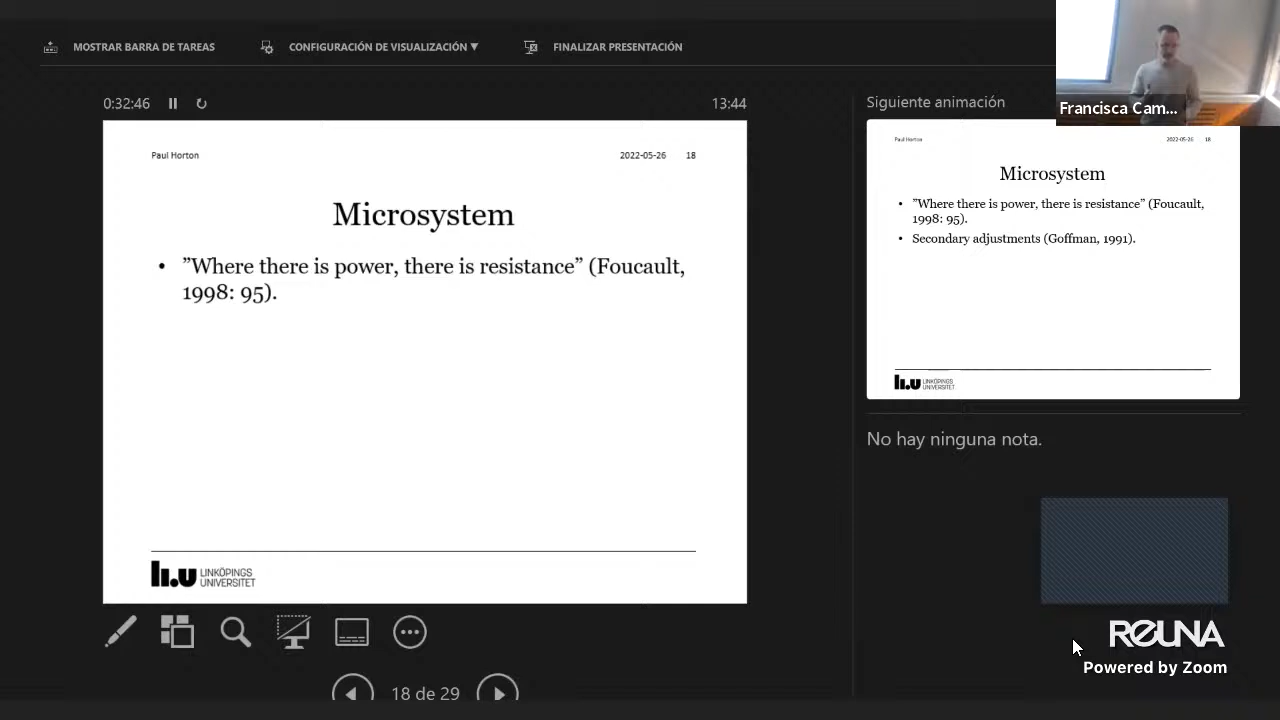 MOSTRAR BARRA DE TAREAS
CONFIGURACIÓN DE VISUALIZACIÓN ▼
FINALIZAR PRESENTACIÓN
Francisca Cam...
0:32:46
13:44
Siguiente animación
Paul Horton
2022-05-26 18
Microsystem
• ”Where there is power, there is resistance” (Foucault,
1998: 95).
LiU LINKÖPINGS
UNIVERSITET
Paul Horton
2022-05-26 18
Microsystem
• ”Where there is power, there is resistance” (Foucault,
1998: 95).
• Secondary adjustments (Goffman, 1991).
LiU LINKÖPINGS
UNIVERSITET
No hay ninguna nota.
18 de 29
REUNA
Powered by Zoom